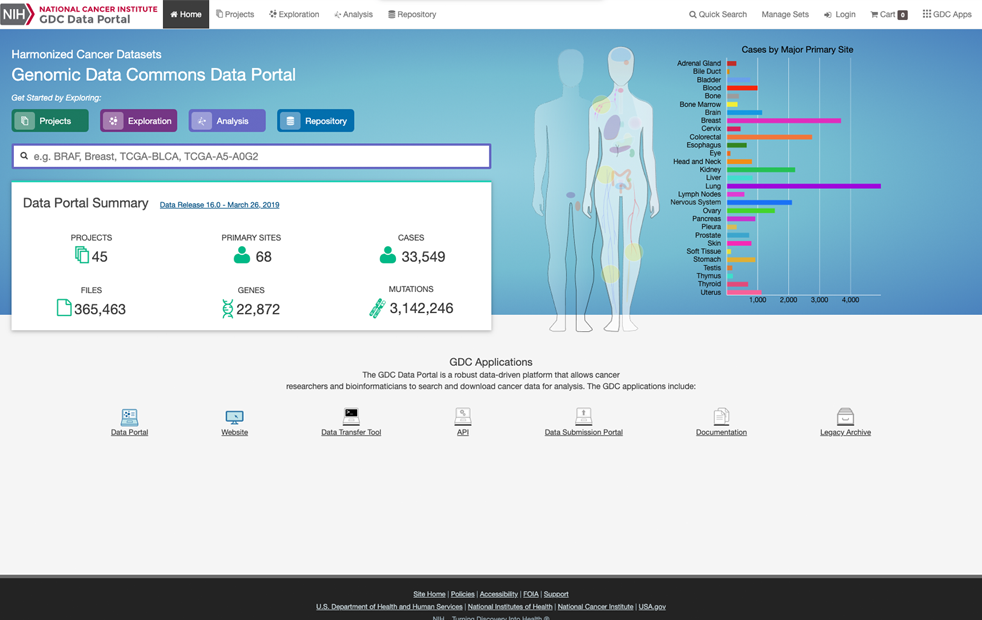 NIH NATIONAL CANCER INSTITUTE
GDC Data Portal
Home
Projects
Exploration
Analysis
Repository
Quick Search
Manage Sets
Login
Cart 0
GDC Apps
Harmonized Cancer Datasets
Genomic Data Commons Data Portal
Get Started by Exploring:
Projects
Exploration
Analysis
Repository
e.g. BRAF, Breast, TCGA-BLCA, TCGA-A5-A0G2
Data Portal Summary Data Release 16.0 - March 26, 2019
PROJECTS
45
PRIMARY SITES
68
CASES
33,549
FILES
365,463
GENES
22,872
MUTATIONS
3,142,246
Cases by Major Primary Site
Adrenal Gland
Bile Duct
Bladder
Blood
Bone
Bone Marrow
Brain
Breast
Cervix
Colorectal
Esophagus
Eye
Head and Neck
Kidney
Liver
Lung
Lymph Nodes
Nervous System
Ovary
Pancreas
Pleura
Prostate
Skin
Soft Tissue
Stomach
Testis
Thymus
Thyroid
Uterus
1,000 2,000 3,000 4,000
GDC Applications
The GDC Data Portal is a robust data-driven platform that allows cancer
researchers and bioinformaticians to search and download cancer data for analysis. The GDC applications include:
Data Portal
Website
Data Transfer Tool
API
Data Submission Portal
Documentation
Legacy Archive
Site Home | Policies | Accessibility | FOIA | Support
U.S. Department of Health and Human Services | National Institutes of Health | National Cancer Institute | USA.gov
NIH... Turning Discovery Into Health ®